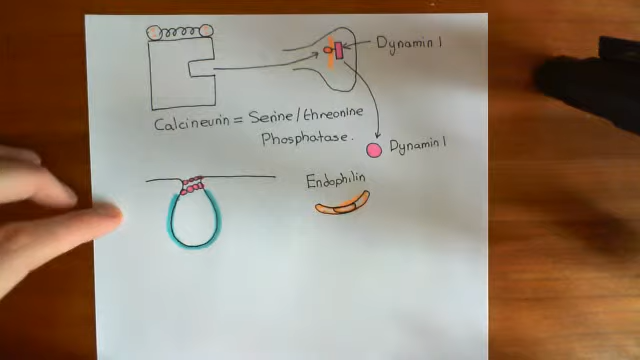 Dynamin 1
Calcineurin = Serine/threonine
Phosphatase.
Dynamin 1
Endophilin